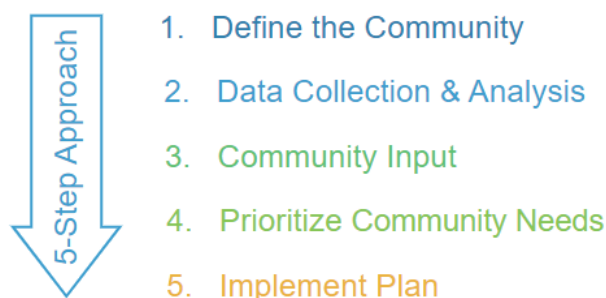 5-Step Approach
1. Define the Community
2. Data Collection & Analysis
3. Community Input
4. Prioritize Community Needs
5. Implement Plan